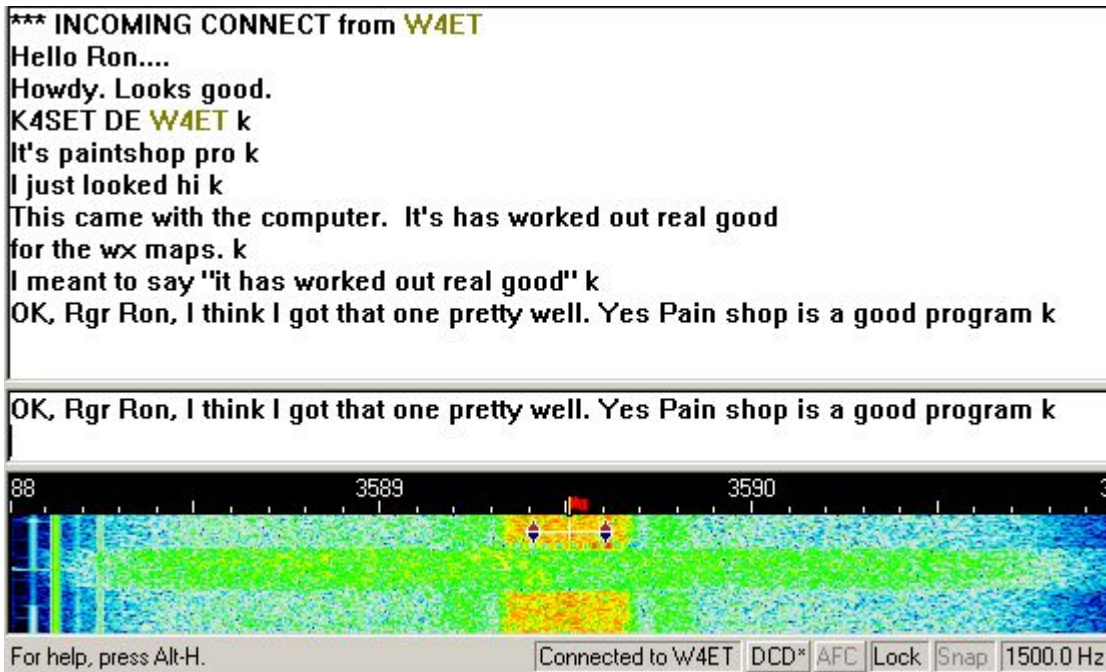 *** INCOMING CONNECT from W4ET
Hello Ron....
Howdy. Looks good.
K4SET DE W4ET k
It's paintshop pro k
I just looked hi k
This came with the computer.  It's has worked out real good
for the wx maps. k
I meant to say "it has worked out real good" k
OK, Rgr Ron, I think I got that one pretty well. Yes Pain shop is a good program k
OK, Rgr Ron, I think I got that one pretty well. Yes Pain shop is a good program k
88 3589 3590
For help, press Alt-H. Connected to W4ET DCD* AFC Lock Snap 1500.0 Hz